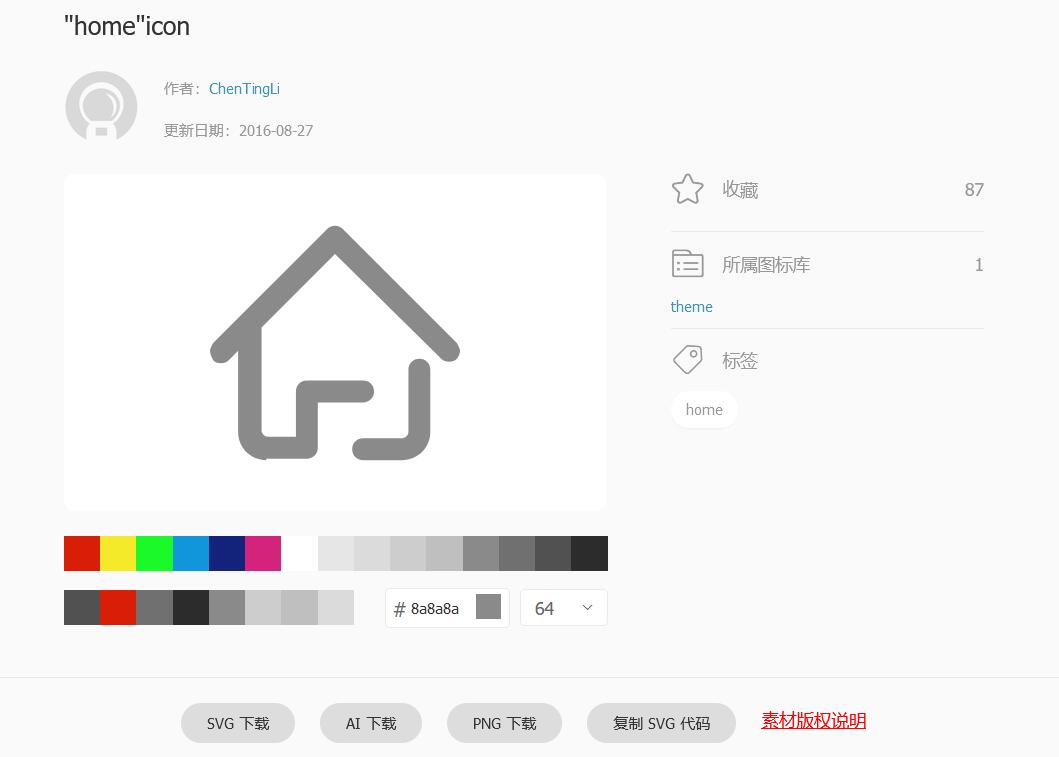 "home"icon
作者：ChenTingLi
更新日期：2016-08-27
收藏 87
所属图标库 1
theme
标签
home
# 8a8a8a 64
SVG 下载 AI 下载 PNG 下载 复制 SVG 代码 素材版权说明